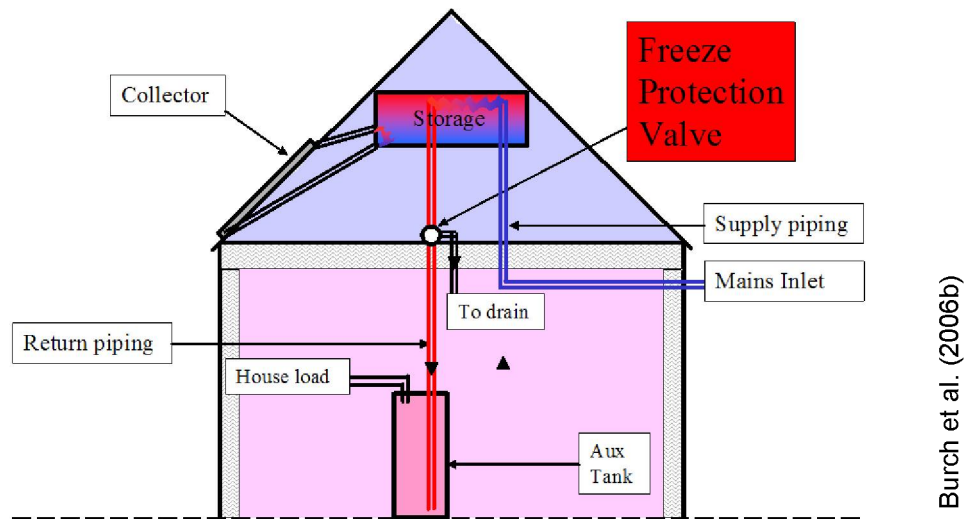 Freeze
Protection
Valve
Collector
Storage
Supply piping
Mains Inlet
To drain
Return piping
House load
Aux
Tank
Burch et al. (2006b)